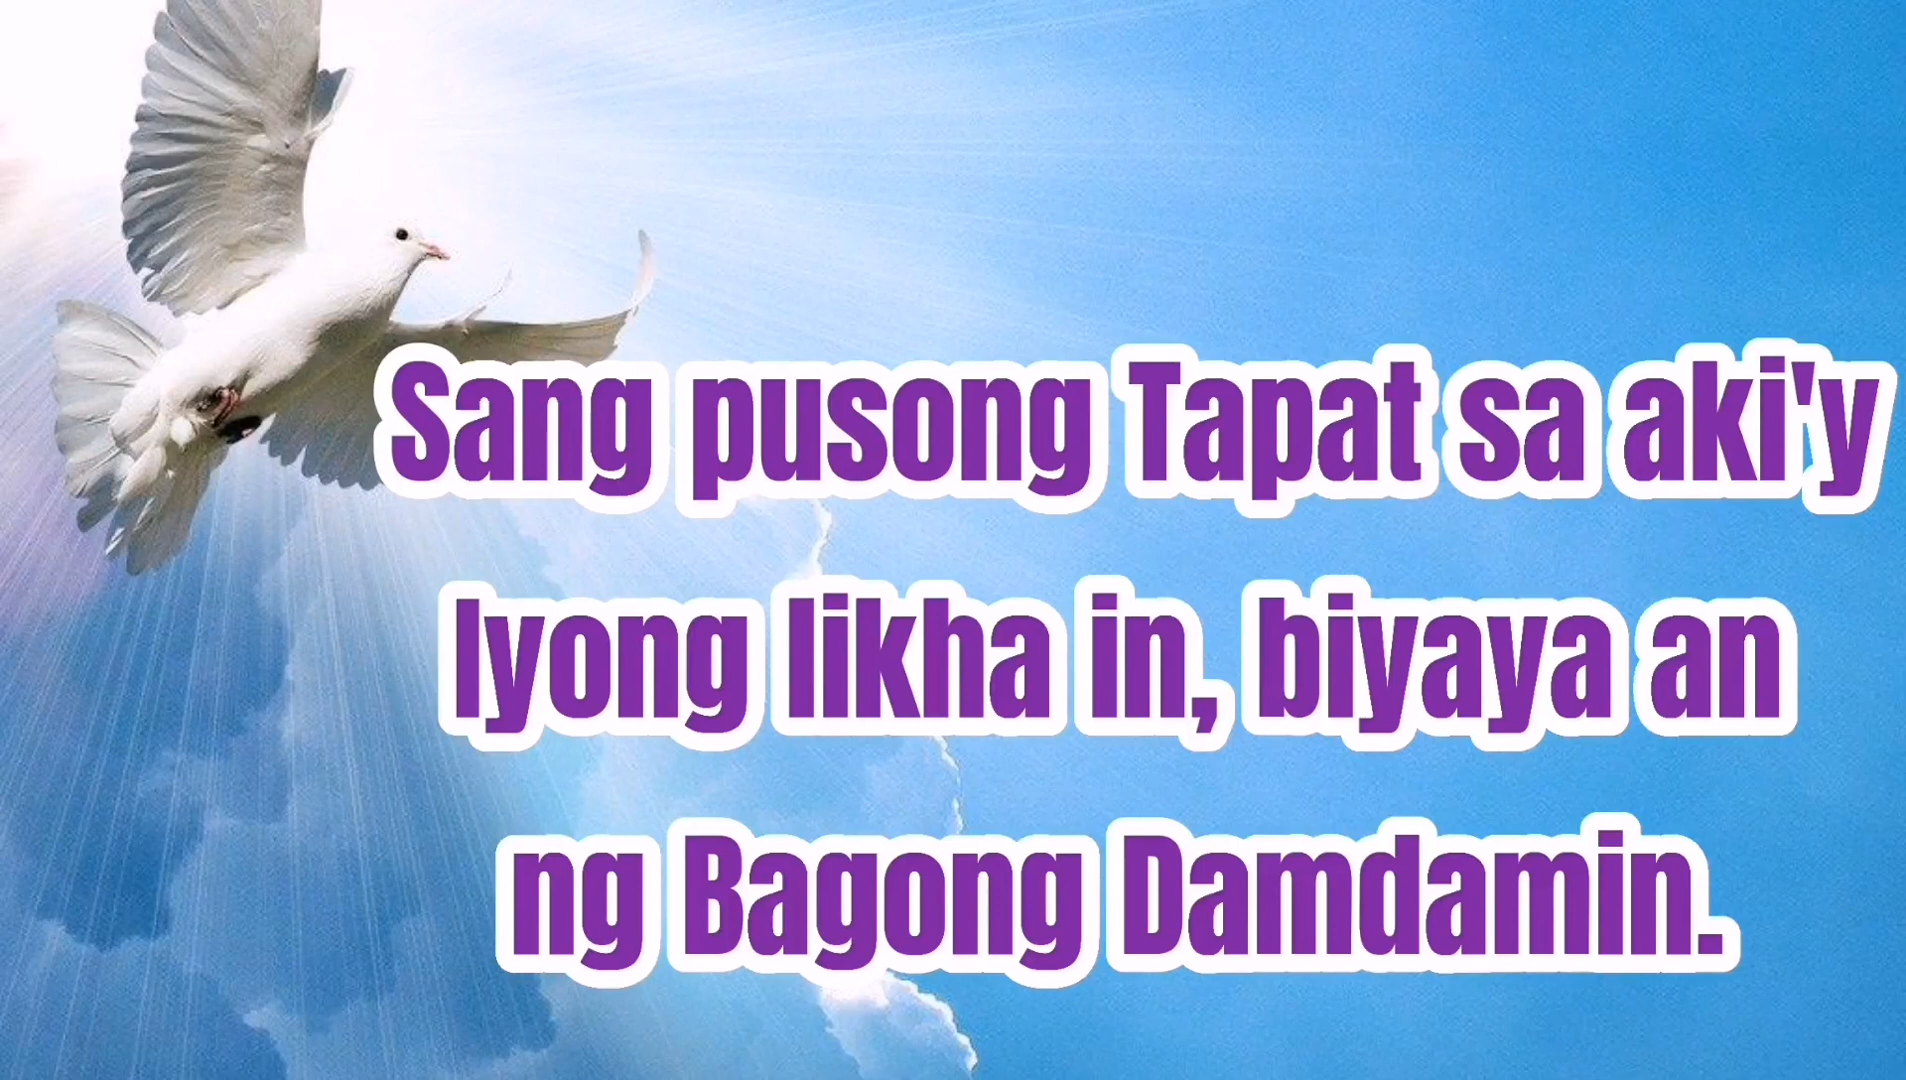 Sang pusong Tapat sa aki'y
Iyong likha in, biyaya an
ng Bagong Damdamin.